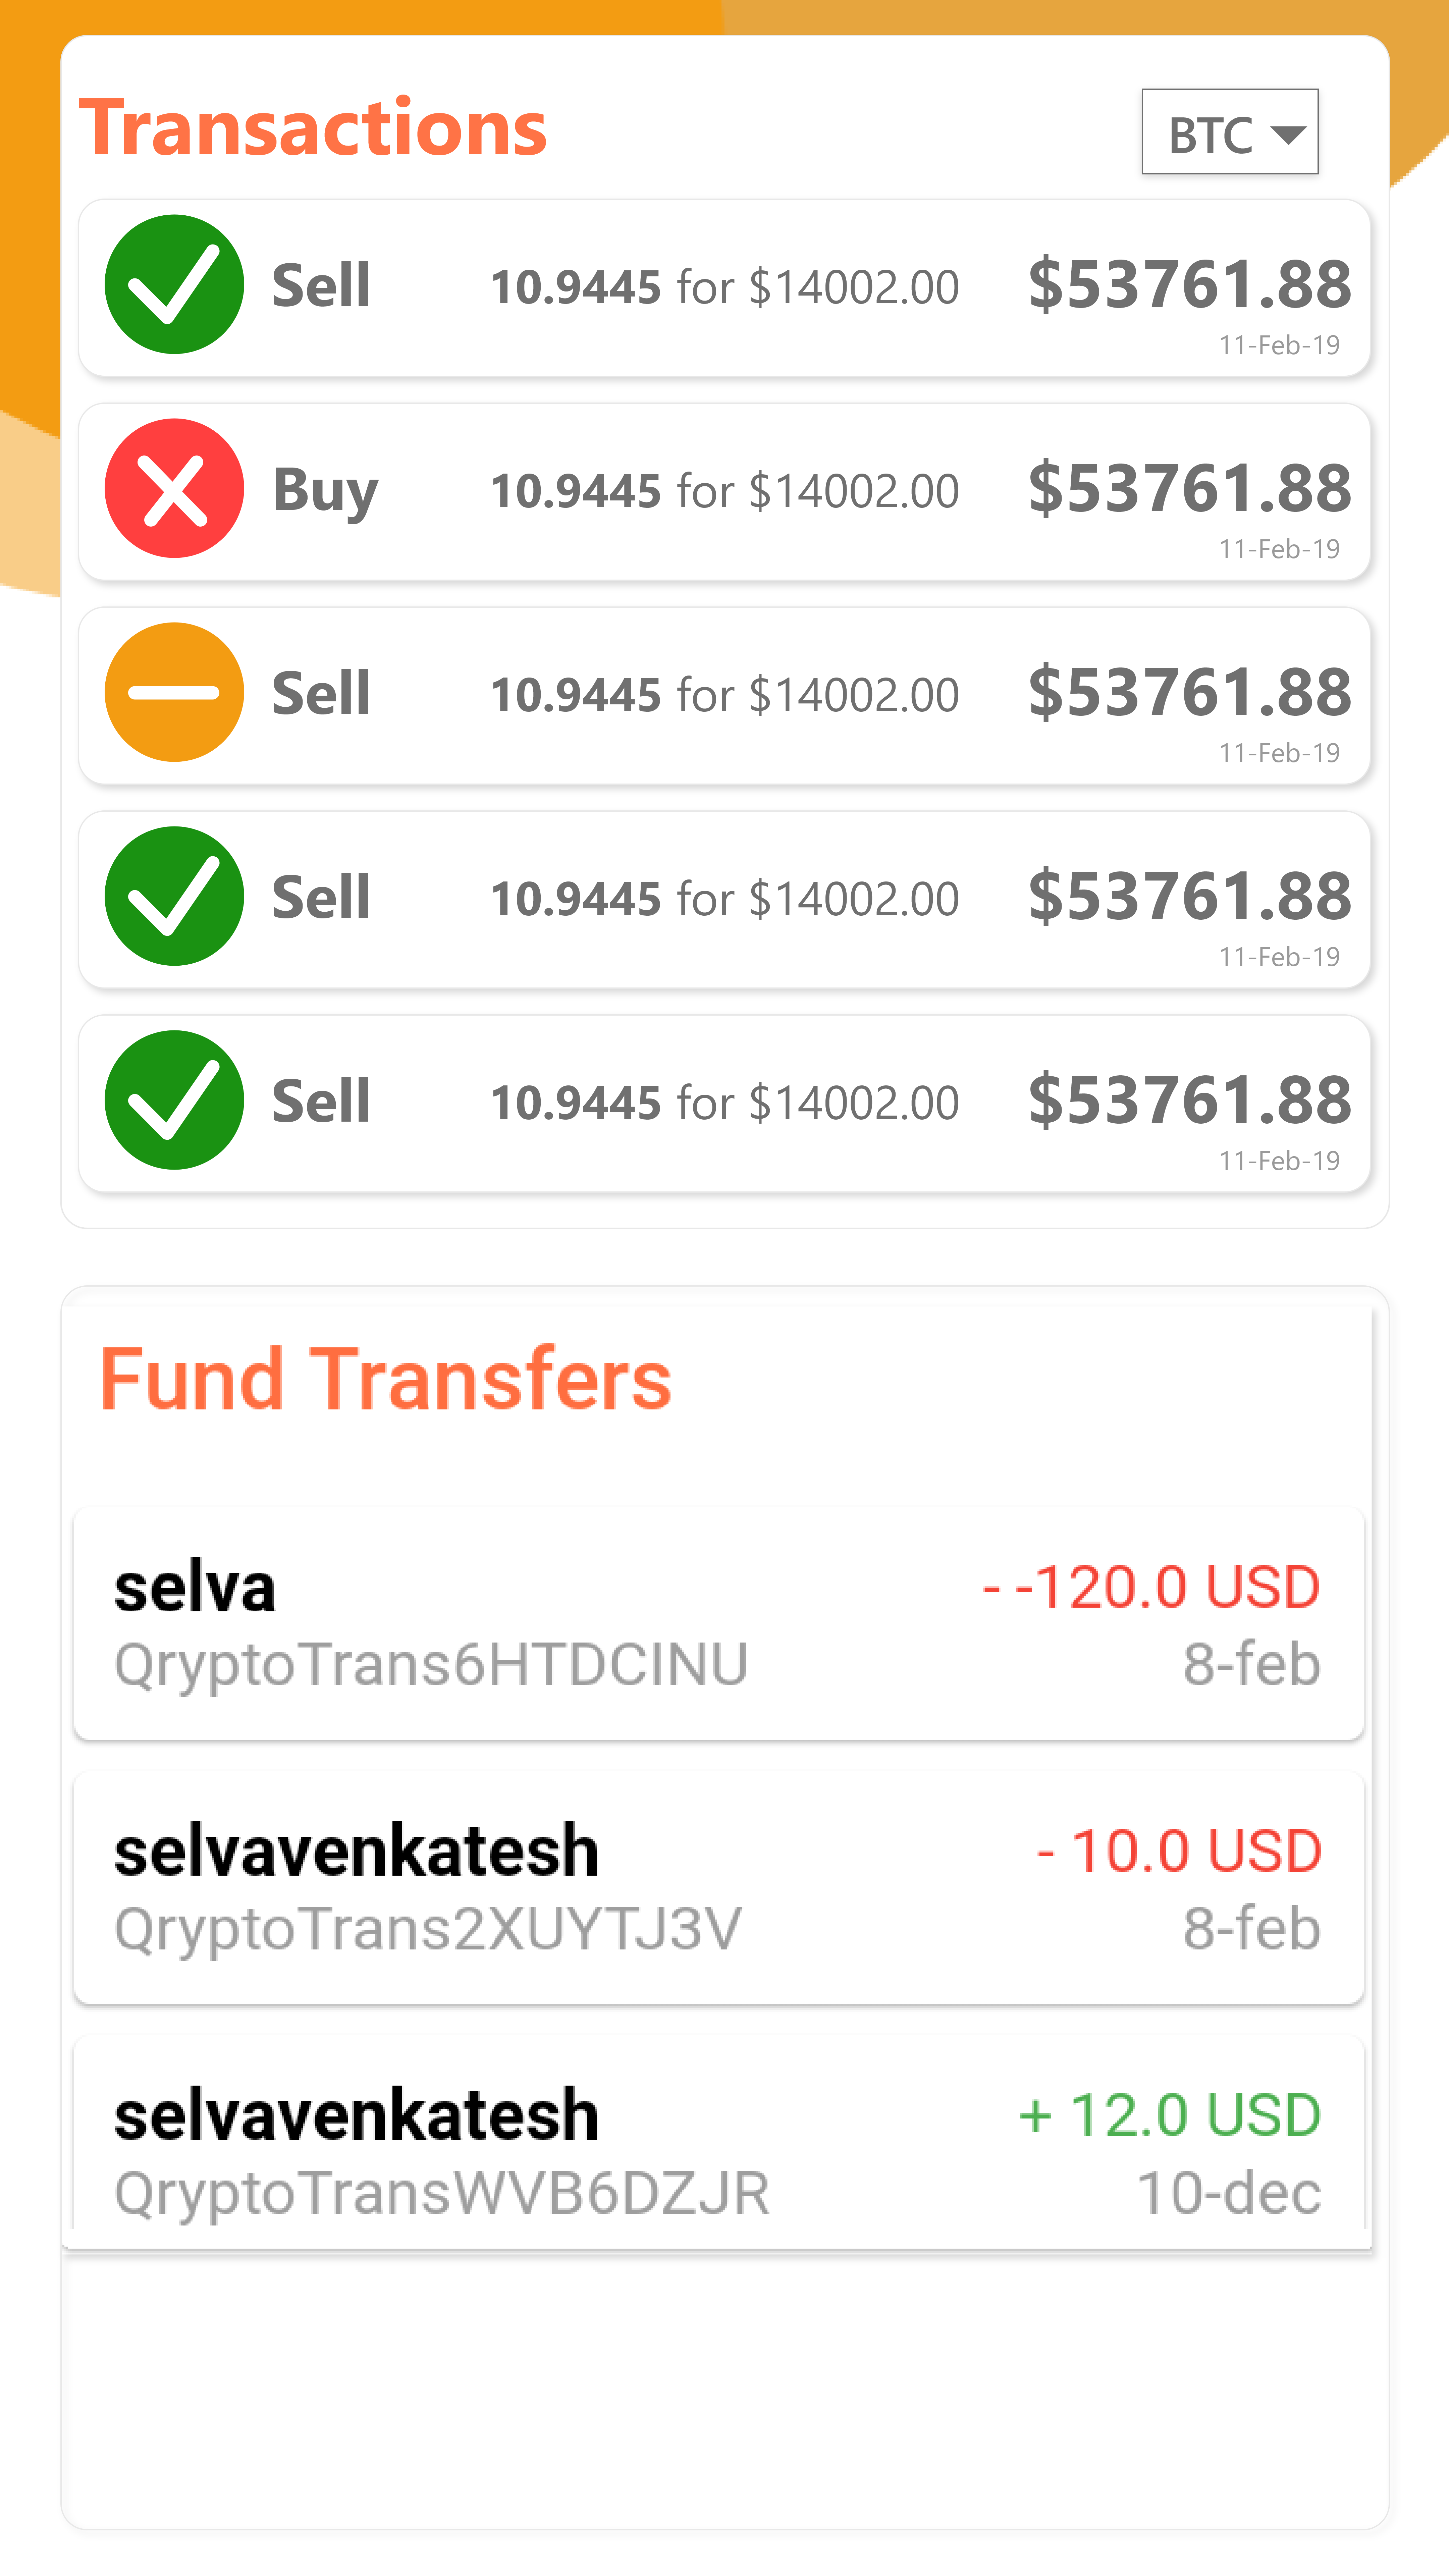 Transactions
BTC
Sell 10.9445 for $14002.00 $53761.88
11-Feb-19
Buy 10.9445 for $14002.00 $53761.88
11-Feb-19
Sell 10.9445 for $14002.00 $53761.88
11-Feb-19
Sell 10.9445 for $14002.00 $53761.88
11-Feb-19
Sell 10.9445 for $14002.00 $53761.88
11-Feb-19
Fund Transfers
selva - -120.0 USD
QryptoTrans6HTDCINU 8-feb
selvavenkatesh - 10.0 USD
QryptoTrans2XUYTJ3V 8-feb
selvavenkatesh + 12.0 USD
QryptoTransWVB6DZJR 10-dec